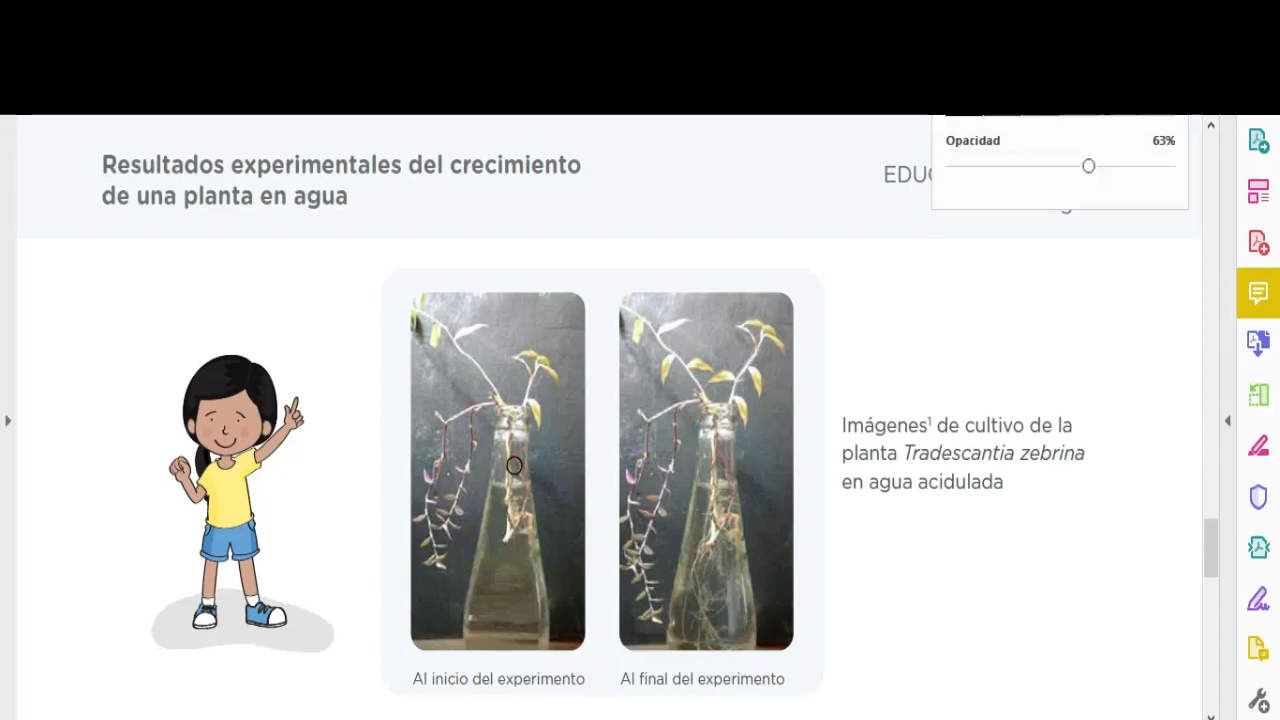 Opacidad 63%
Resultados experimentales del crecimiento
de una planta en agua
Imágenes¹ de cultivo de la
planta Tradescantia zebrina
en agua acidulada
Al inicio del experimento
Al final del experimento